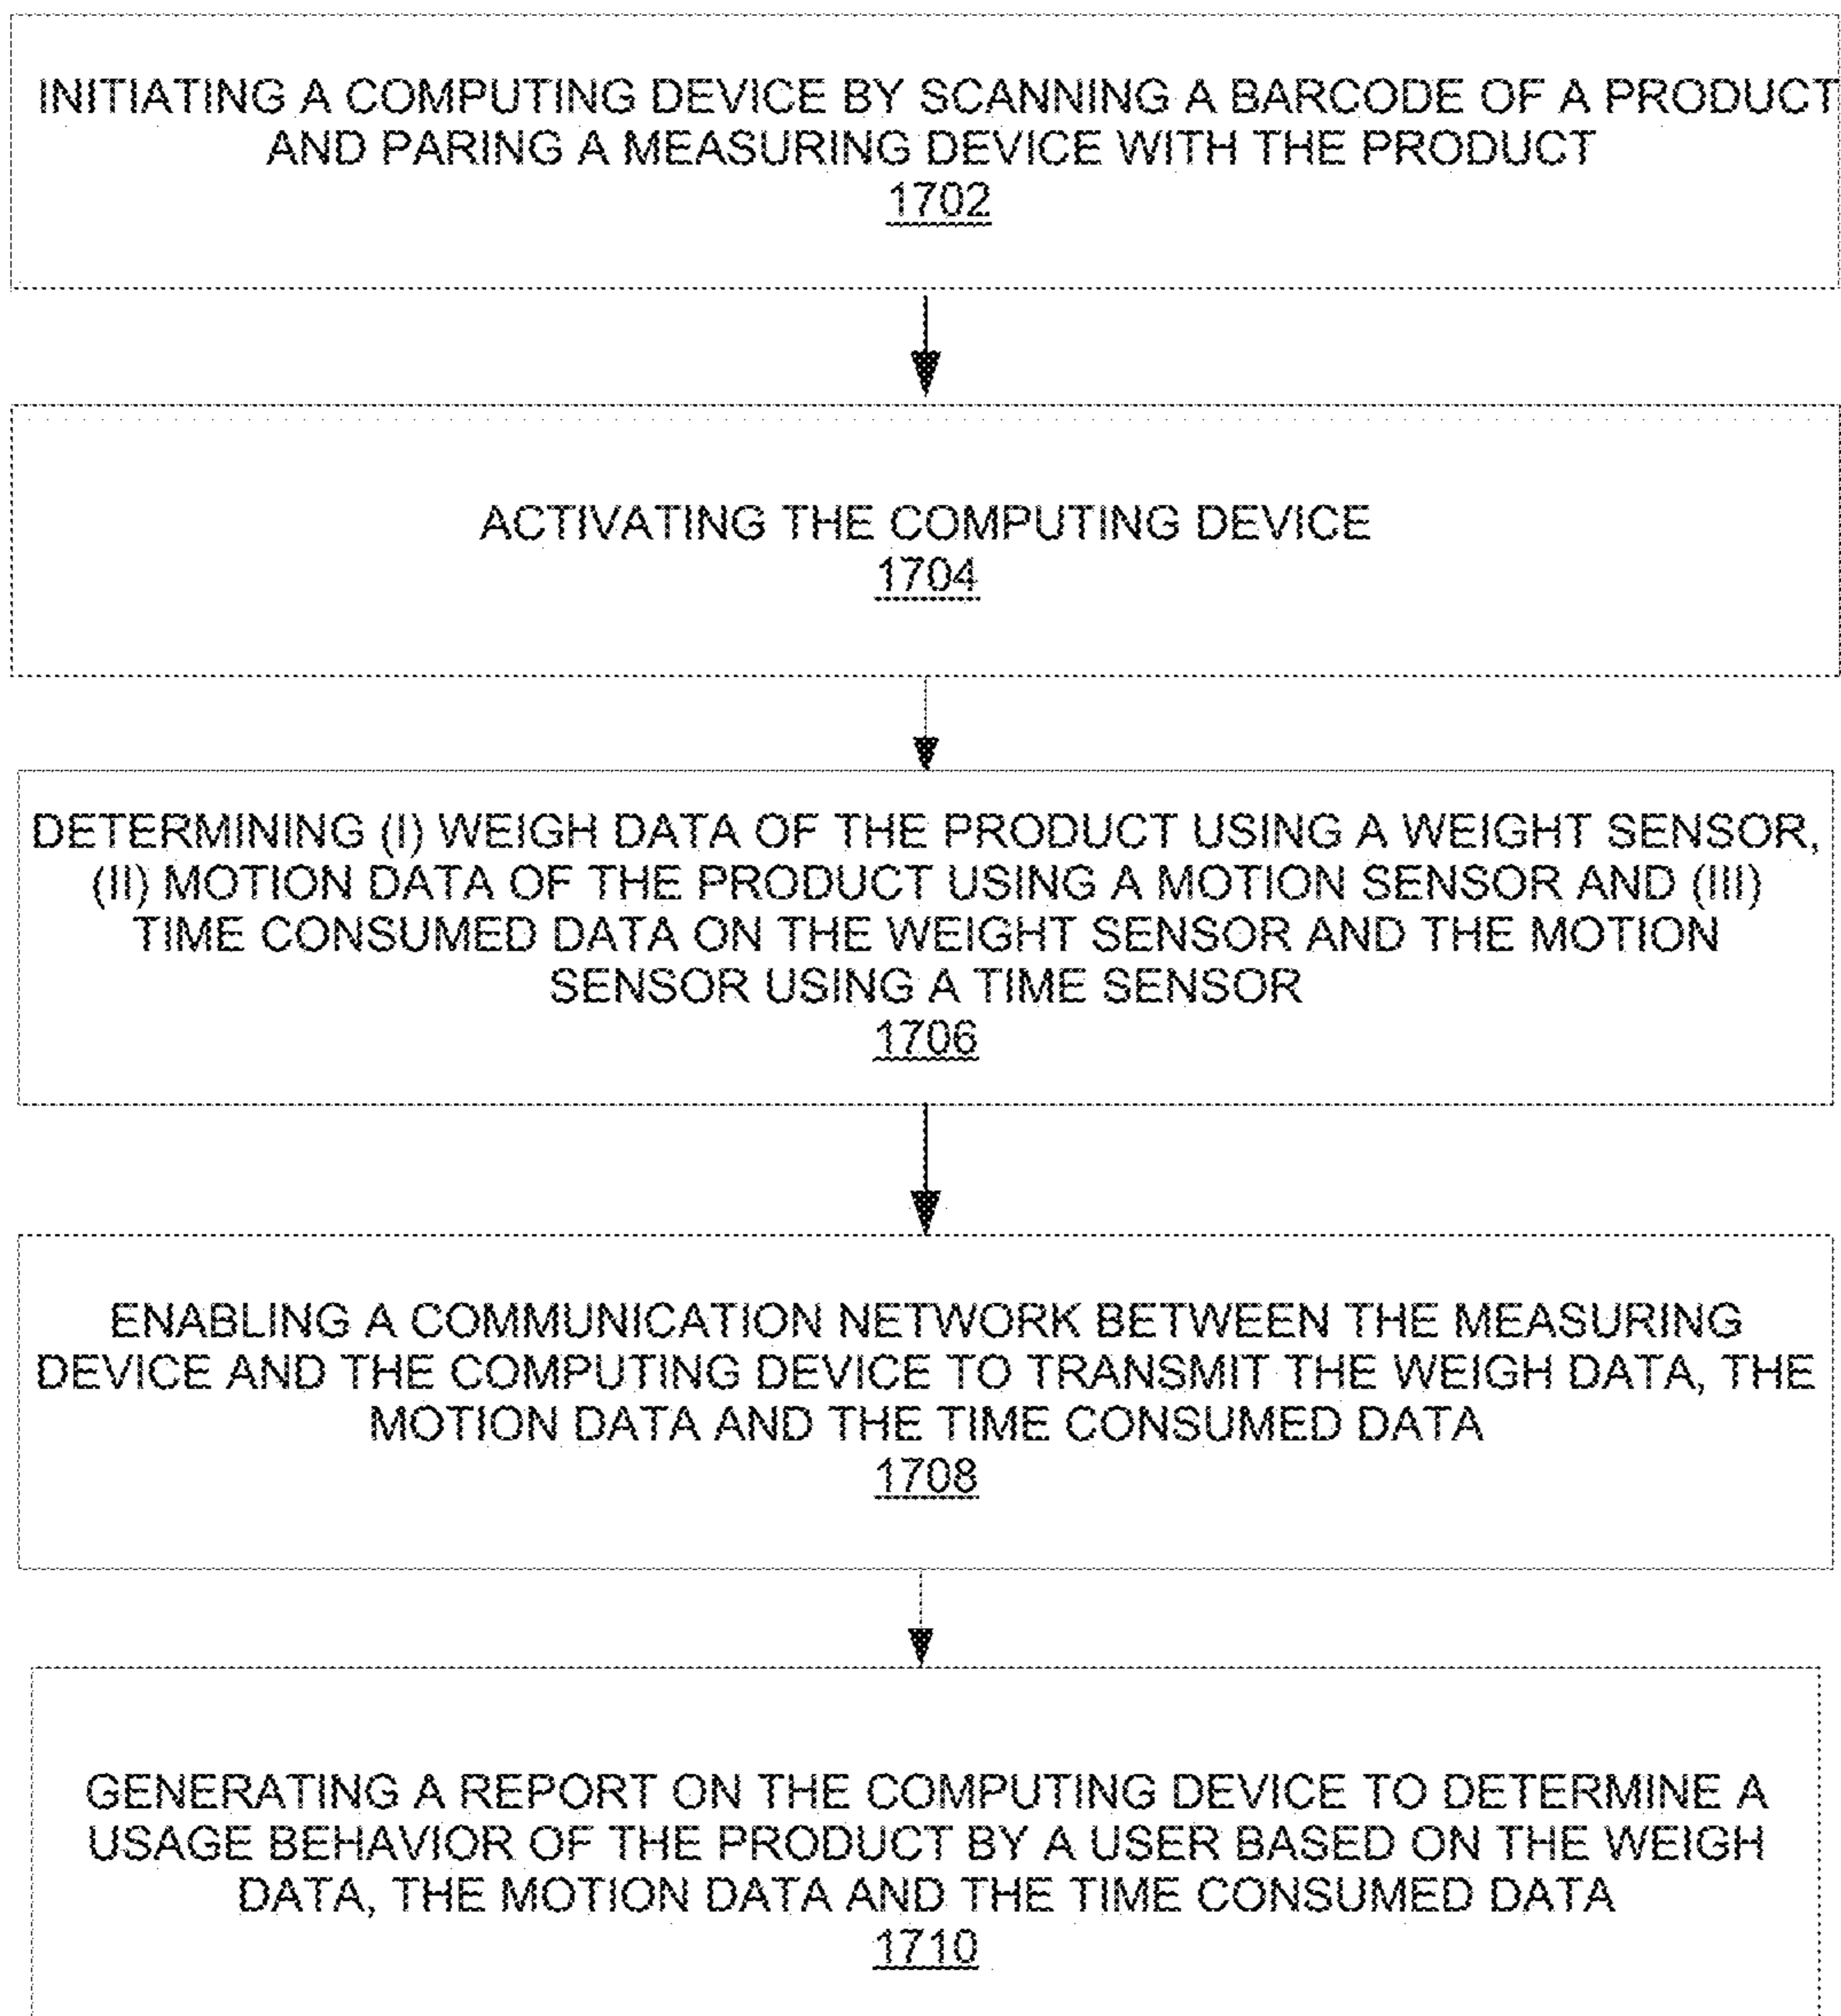 INITIATING A COMPUTING DEVICE BY SCANNING A BARCODE OF A PRODUCT
AND PARING A MEASURING DEVICE WITH THE PRODUCT
1702
ACTIVATING THE COMPUTING DEVICE
1704
DETERMINING (I) WEIGH DATA OF THE PRODUCT USING A WEIGHT SENSOR,
(II) MOTION DATA OF THE PRODUCT USING A MOTION SENSOR AND (III)
TIME CONSUMED DATA ON THE WEIGHT SENSOR AND THE MOTION
SENSOR USING A TIME SENSOR
1706
ENABLING A COMMUNICATION NETWORK BETWEEN THE MEASURING
DEVICE AND THE COMPUTING DEVICE TO TRANSMIT THE WEIGH DATA, THE
MOTION DATA AND THE TIME CONSUMED DATA
1708
GENERATING A REPORT ON THE COMPUTING DEVICE TO DETERMINE A
USAGE BEHAVIOR OF THE PRODUCT BY A USER BASED ON THE WEIGH
DATA, THE MOTION DATA AND THE TIME CONSUMED DATA
1710